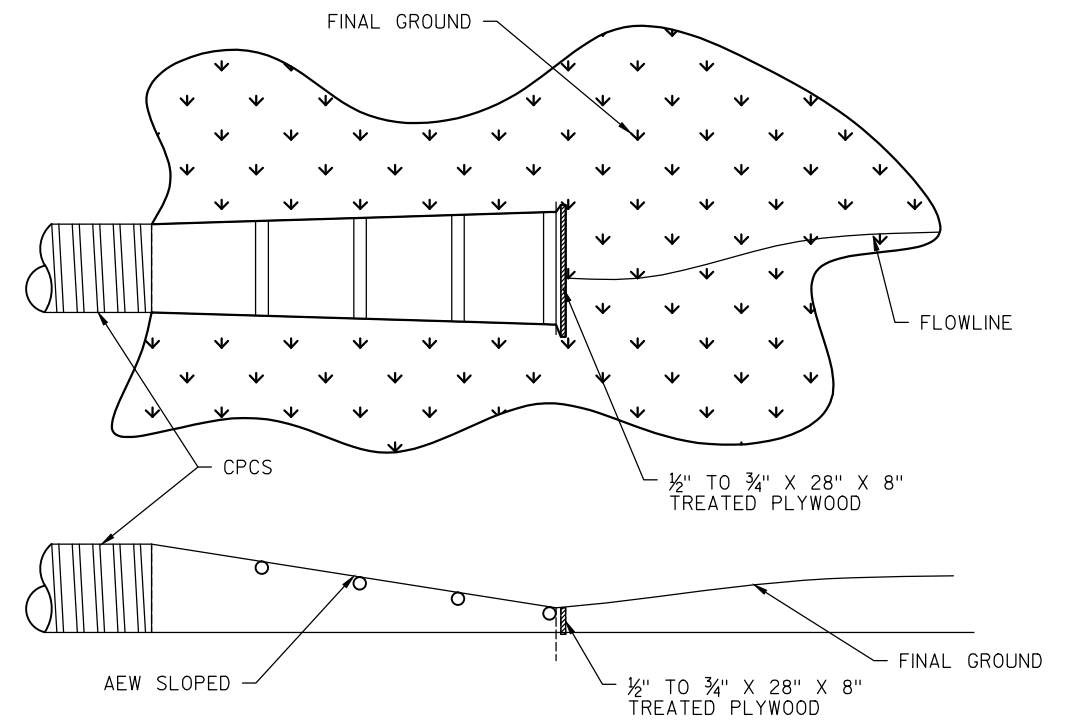 FINAL GROUND
FLOWLINE
CPCS
½" TO ¾" X 28" X 8"
TREATED PLYWOOD
AEW SLOPED
FINAL GROUND
½" TO ¾" X 28" X 8"
TREATED PLYWOOD